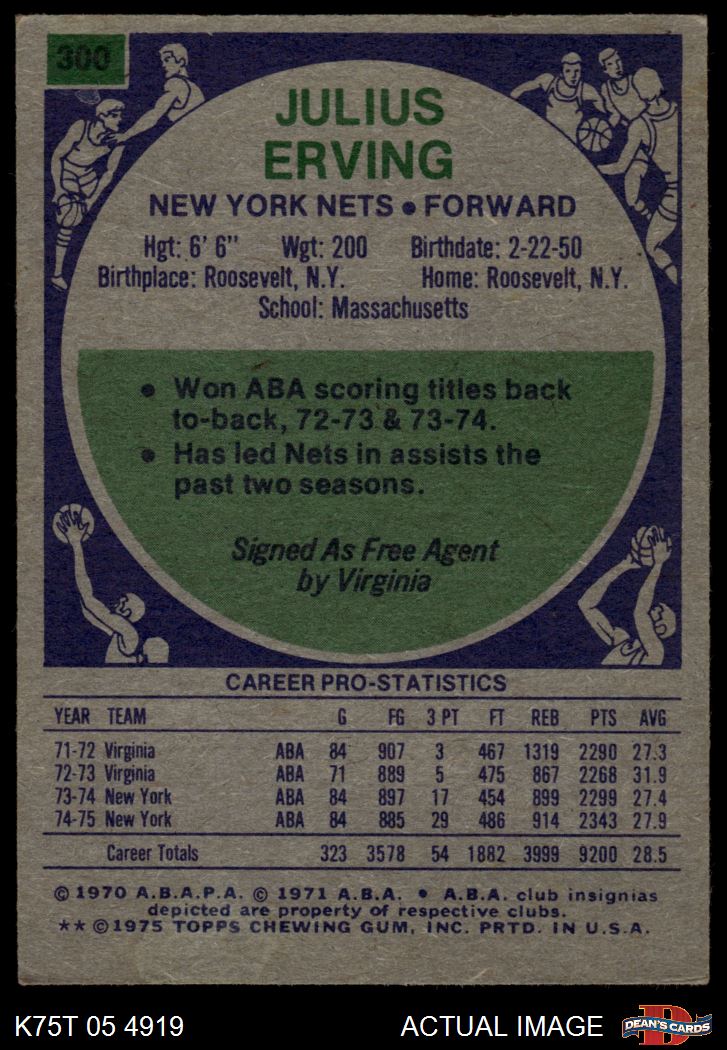 300
JULIUS
ERVING
NEW YORK NETS • FORWARD
Hgt: 6' 6" Wgt: 200 Birthdate: 2-22-50
Birthplace: Roosevelt, N.Y. Home: Roosevelt, N.Y.
School: Massachusetts
• Won ABA scoring titles back
to-back, 72-73 & 73-74.
• Has led Nets in assists the
past two seasons.
Signed As Free Agent
by Virginia
CAREER PRO-STATISTICS
YEAR TEAM G FG 3 PT FT REB PTS AVG
71-72 Virginia ABA 84 907 3 467 1319 2290 27.3
72-73 Virginia ABA 71 889 5 475 867 2268 31.9
73-74 New York ABA 84 897 17 454 899 2299 27.4
74-75 New York ABA 84 885 29 486 914 2343 27.9
Career Totals 323 3578 54 1882 3999 9200 28.5
© 1970 A.B.A.P.A. © 1971 A.B.A. • A.B.A. club insignias
depicted are property of respective clubs.
** © 1975 TOPPS CHEWING GUM, INC. PRTD. IN U.S.A.
K75T 05 4919 ACTUAL IMAGE D DEAN'S CARDS